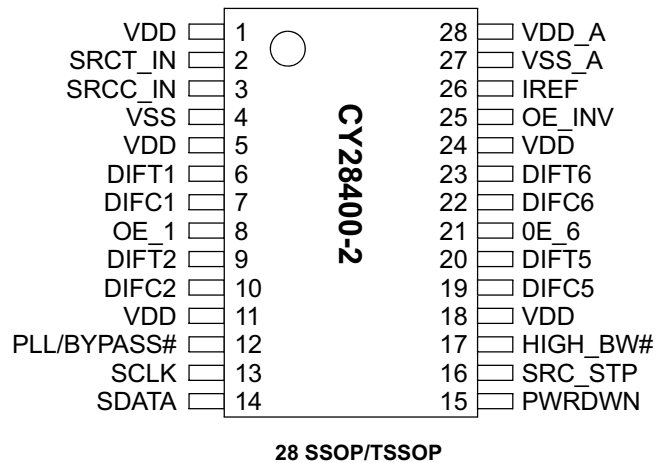 VDD 1 28 VDD_A
SRCT_IN 2 27 VSS_A
SRCC_IN 3 26 IREF
VSS 4 25 OE_INV
VDD 5 24 VDD
DIFT1 6 23 DIFT6
DIFC1 7 22 DIFC6
OE_1 8 21 0E_6
DIFT2 9 20 DIFT5
DIFC2 10 19 DIFC5
VDD 11 18 VDD
PLL/BYPASS# 12 17 HIGH_BW#
SCLK 13 16 SRC_STP
SDATA 14 15 PWRDWN
CY28400-2
28 SSOP/TSSOP